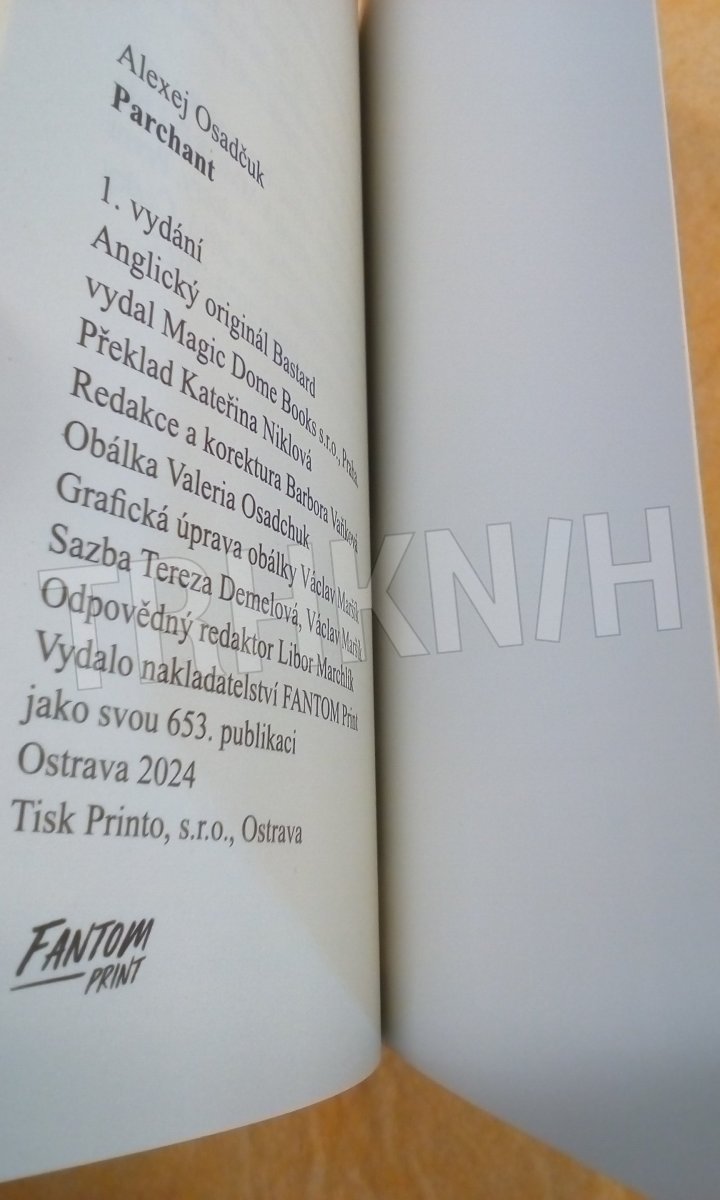 Alexej Osadčuk
Parchant
1. vydání
Anglický originál Bastard
vydal Magic Dome Books s.r.o., Praha
Překlad Kateřina Niklová
Redakce a korektura Barbora Vaňková
Obálka Valeria Osadchuk
Grafická úprava obálky Václav Maršík
Sazba Tereza Demelová, Václav Maršík
Odpovědný redaktor Libor Marchlík
Vydalo nakladatelství FANTOM Print
jako svou 653. publikaci
Ostrava 2024
Tisk Printo, s.r.o., Ostrava
FANTOM
PRINT